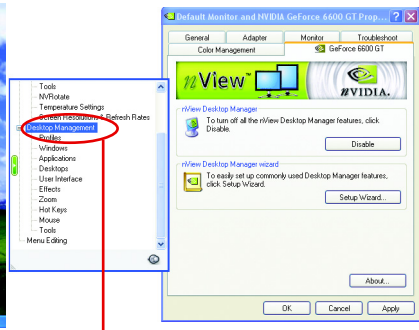 Default Monitor and NVIDIA GeForce 6600 GT Prop...
General Adapter Monitor Troubleshoot
Color Management GeForce 6600 GT
nView™
NVIDIA.
nView Desktop Manager
To turn off all the nView Desktop Manager features, click
Disable.
Disable
nView Desktop Manager wizard
To easily set up commonly used Desktop Manager features,
click Setup Wizard.
Setup Wizard...
About...
OK Cancel Apply
Tools
NVRotate
Temperature Settings
Screen Resolutions & Refresh Rates
Desktop Management
Profiles
Windows
Applications
Desktops
User Interface
Effects
Zoom
Hot Keys
Mouse
Tools
Menu Editing